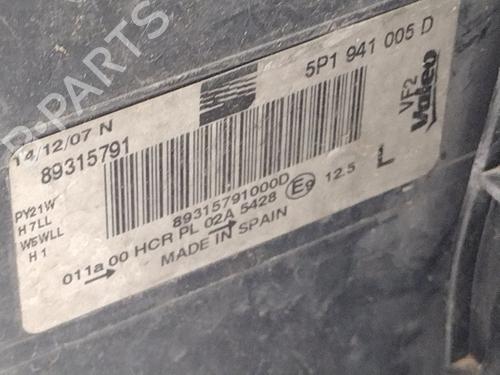 14/12/07 N
5P1 941 005 D
89315791
VF2
Valeo
L
PY21W
H7LL
W5WLL
H1
89315791000D
011a 00 HCR PL 02A 5428 E9 12.5
MADE IN SPAIN